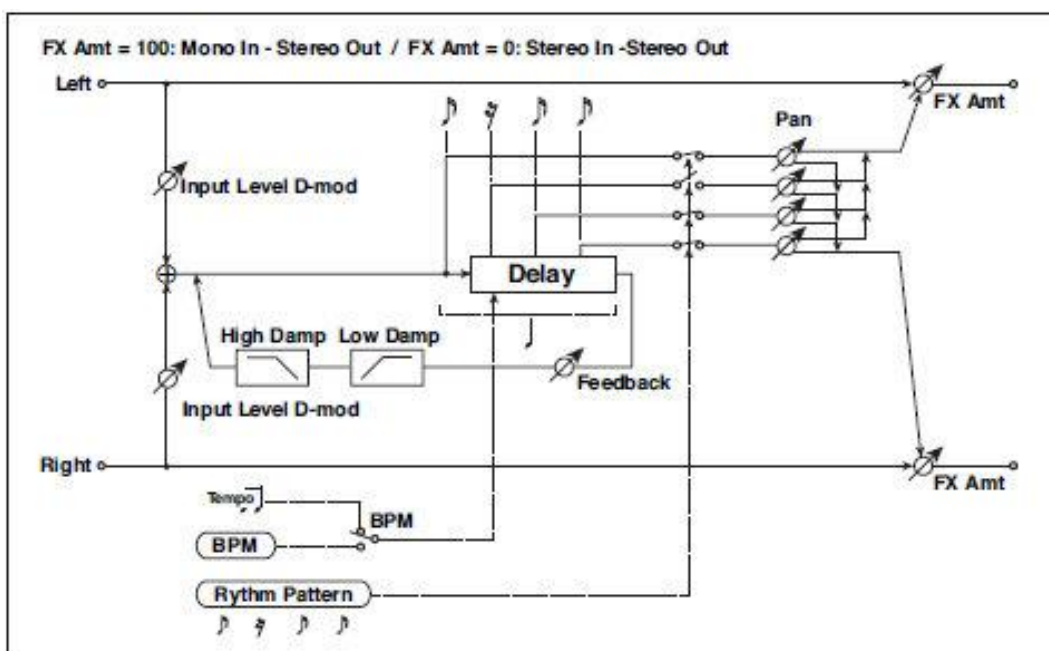 FX Amt = 100: Mono In - Stereo Out / FX Amt = 0: Stereo In -Stereo Out
Left
FX Amt
Pan
Input Level D-mod
Delay
High Damp
Low Damp
Feedback
Input Level D-mod
Right
FX Amt
Tempo
BPM
BPM
Rythm Pattern